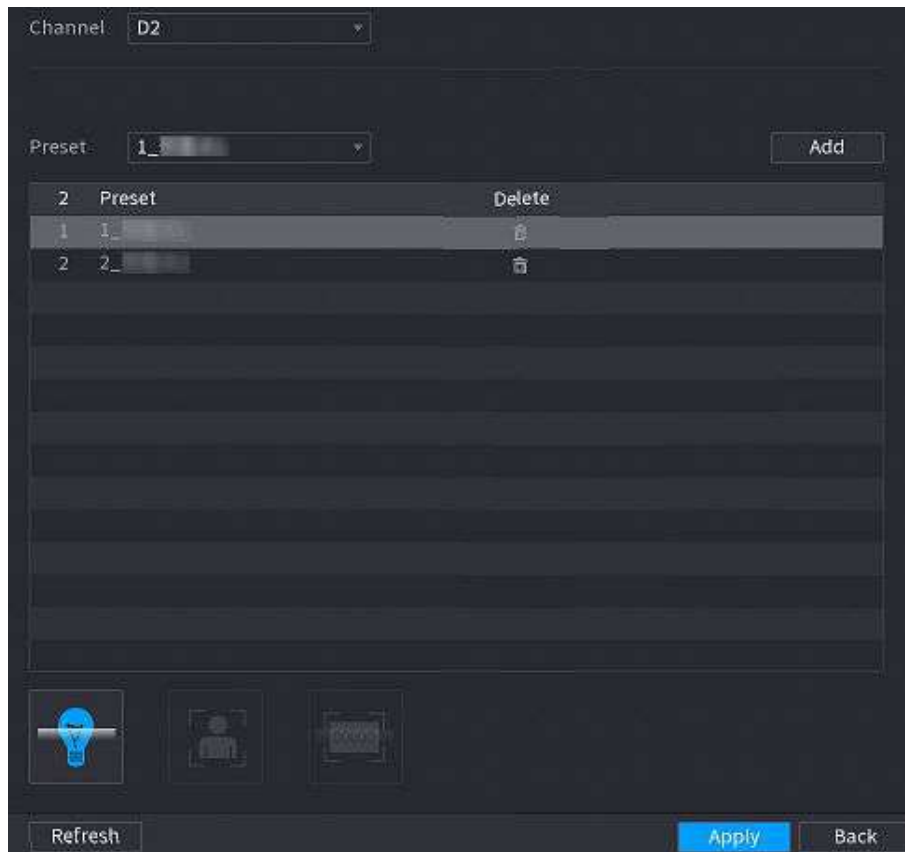 Channel D2
Preset 1_
Add
2 Preset Delete
1 1_
2 2_
Refresh Apply Back